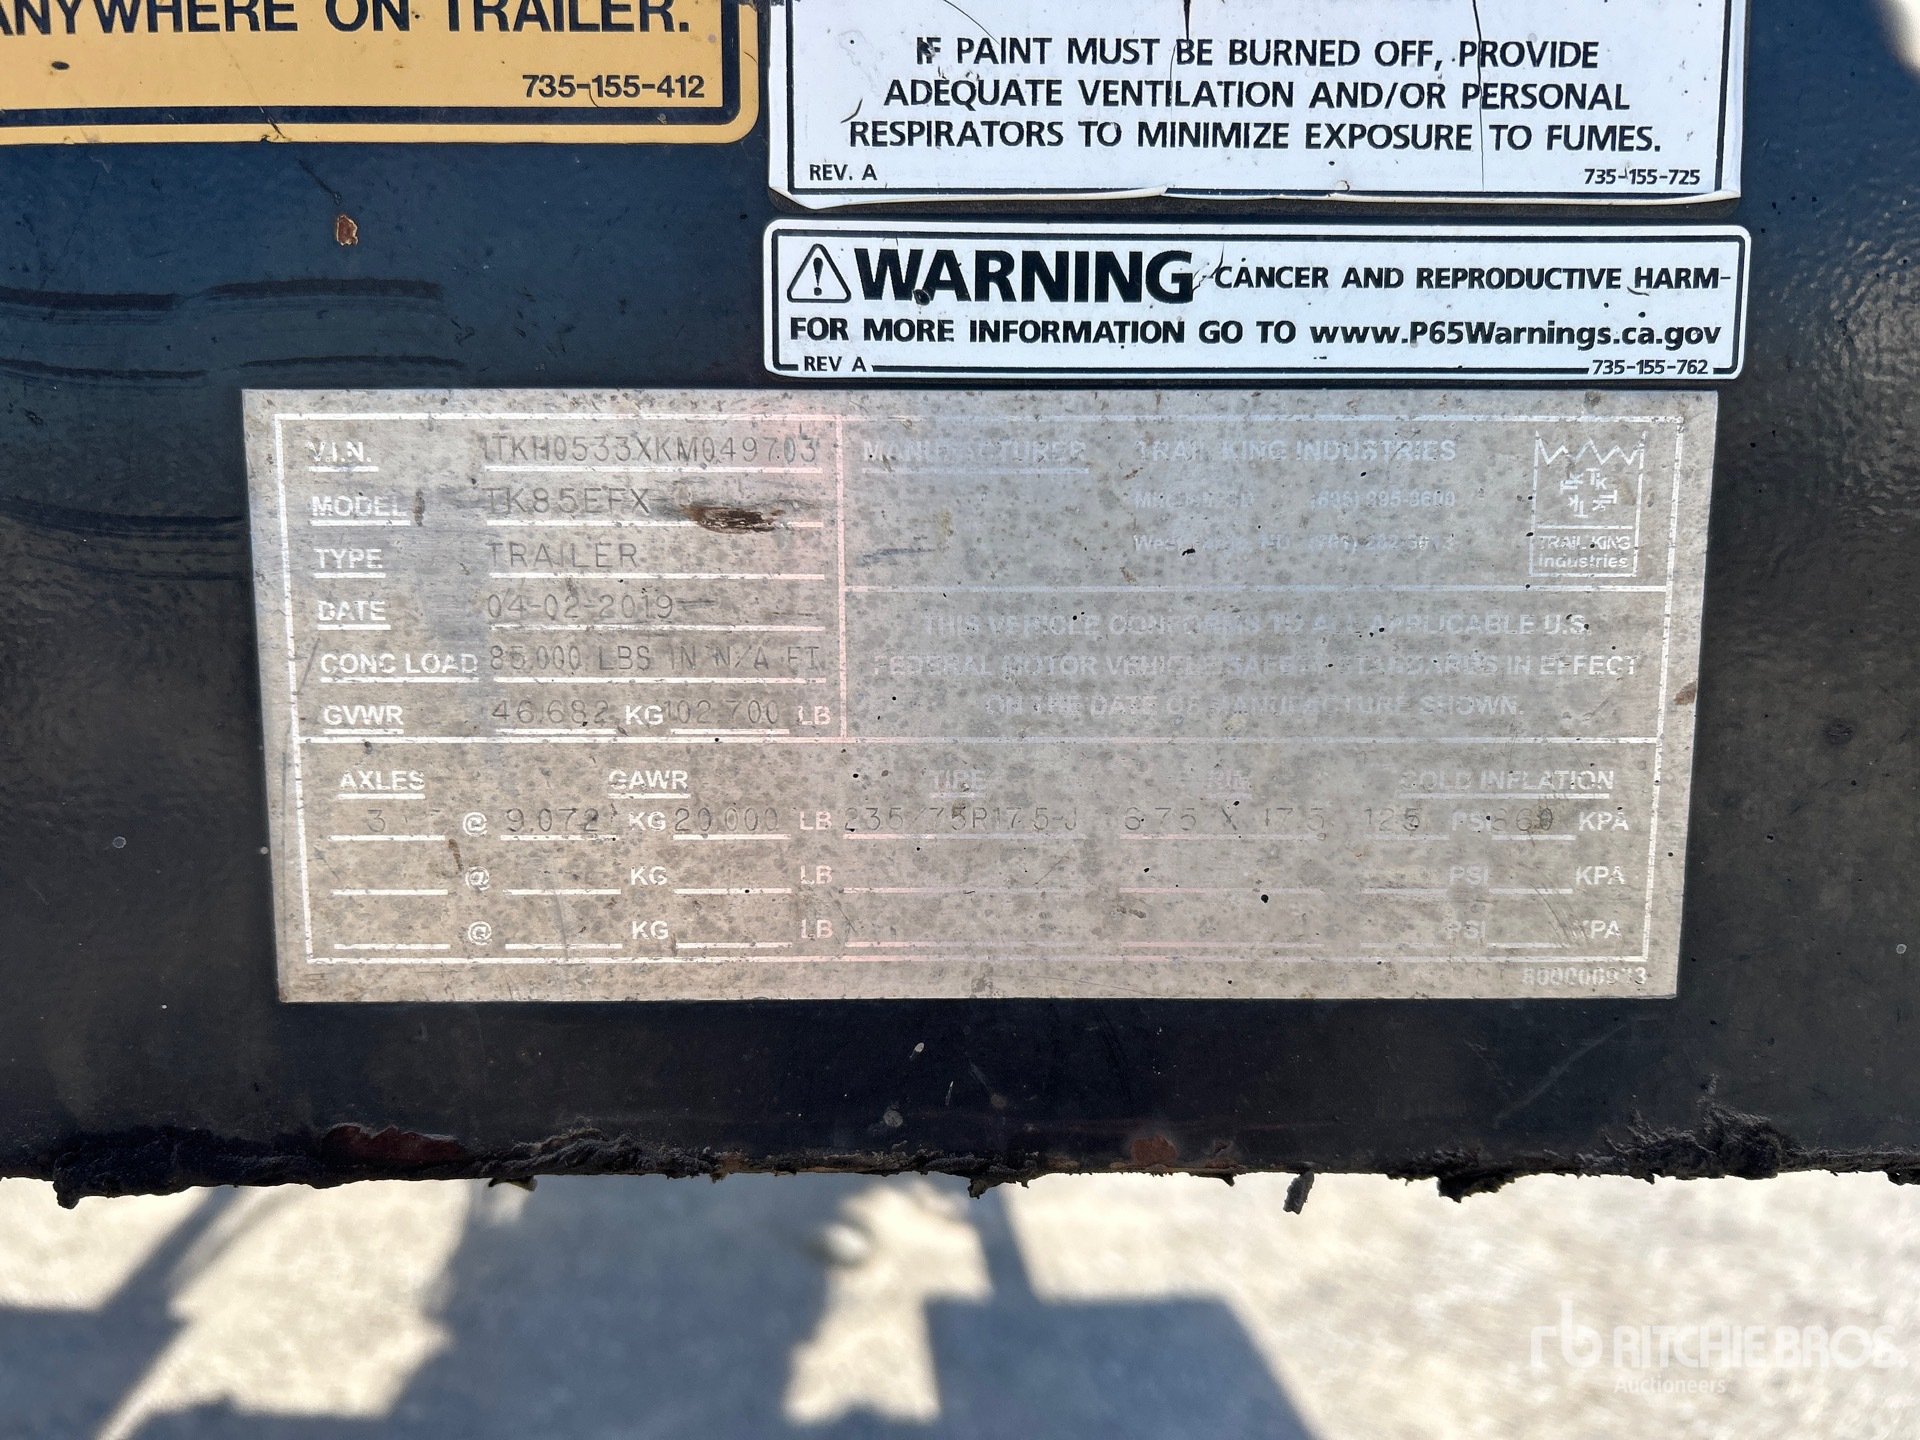 ANYWHERE ON TRAILER.
735-155-412
IF PAINT MUST BE BURNED OFF, PROVIDE
ADEQUATE VENTILATION AND/OR PERSONAL
RESPIRATORS TO MINIMIZE EXPOSURE TO FUMES.
REV. A 735-155-725
WARNING CANCER AND REPRODUCTIVE HARM-
FOR MORE INFORMATION GO TO www.P65Warnings.ca.gov
REV A 735-155-762
V.I.N. 1TKH0533XKM049703
MODEL TK85EFX
TYPE TRAILER
DATE 04-02-2019
CONC LOAD 85,000 LBS IN N/A FT.
GVWR 46,682 KG 102,700 LB
MANUFACTURER TRAIL KING INDUSTRIES
TRAIL KING
Industries
THIS VEHICLE CONFORMS TO ALL APPLICABLE U.S.
FEDERAL MOTOR VEHICLE SAFETY STANDARDS IN EFFECT
ON THE DATE OF MANUFACTURE SHOWN.
AXLES GAWR TIRE RIM COLD INFLATION
3 @ 9,072 KG 20,000 LB 235/75R17.5-J 6.75 X 17.5 125 PSI 860 KPA
@ KG LB PSI KPA
@ KG LB PSI KPA
rb RITCHIE BROS.
Auctioneers